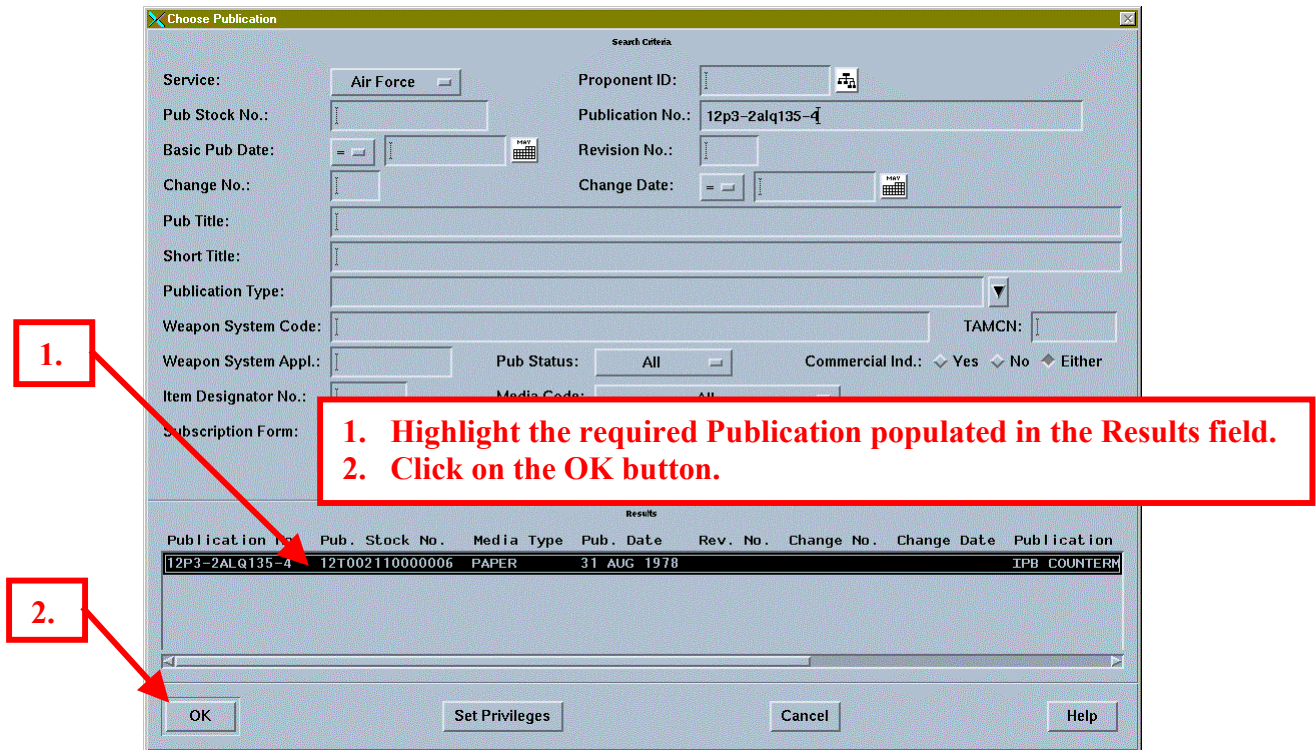 Choose Publication
Search Criteria
Service: Air Force Proponent ID:
Pub Stock No.: Publication No.: 12p3-2alq135-4
Basic Pub Date: = MAY Revision No.:
Change No.: Change Date: = MAY
Pub Title:
Short Title:
Publication Type:
Weapon System Code: TAMCN:
1.
Weapon System Appl.: Pub Status: All Commercial Ind.: Yes No Either
Item Designator No.: Media Code: All
Subscription Form:
1. Highlight the required Publication populated in the Results field.
2. Click on the OK button.
Results
Publication No Pub. Stock No. Media Type Pub. Date Rev. No. Change No. Change Date Publication
12P3-2ALQ135-4 12T002110000006 PAPER 31 AUG 1978 IPB COUNTERM
2.
OK Set Privileges Cancel Help